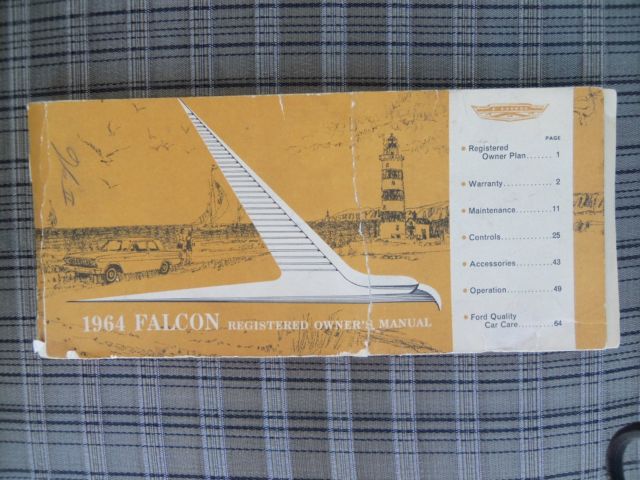 1964 FALCON REGISTERED OWNER'S MANUAL
PAGE
• Registered
Owner Plan....... 1
• Warranty............ 2
• Maintenance.........11
• Controls............25
• Accessories.........43
• Operation...........49
• Ford Quality
Car Care..........64